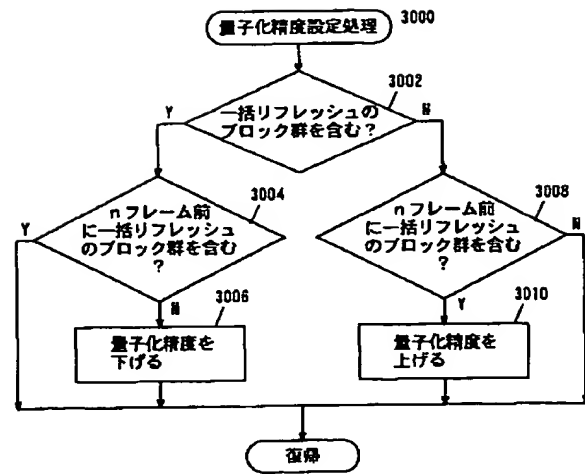 量子化精度設定処理
3000
一括リフレッシュの
ブロック群を含む？
3002
Y
N
nフレーム前
に一括リフレッシュ
のブロック群を含む
？
3004
Y
N
nフレーム前
に一括リフレッシュ
のブロック群を含む
？
3008
N
Y
量子化精度を
下げる
3006
量子化精度を
上げる
3010
復帰